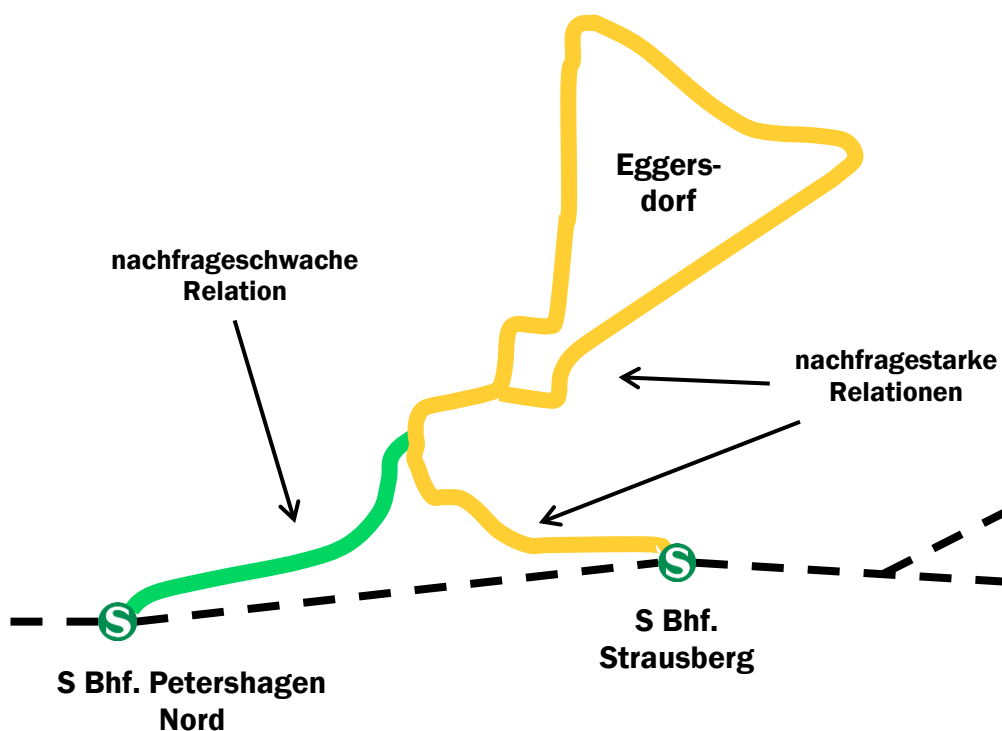 Eggers-
dorf
nachfrageschwache
Relation
nachfragestarke
Relationen
S
S Bhf.
Strausberg
S
S Bhf. Petershagen
Nord